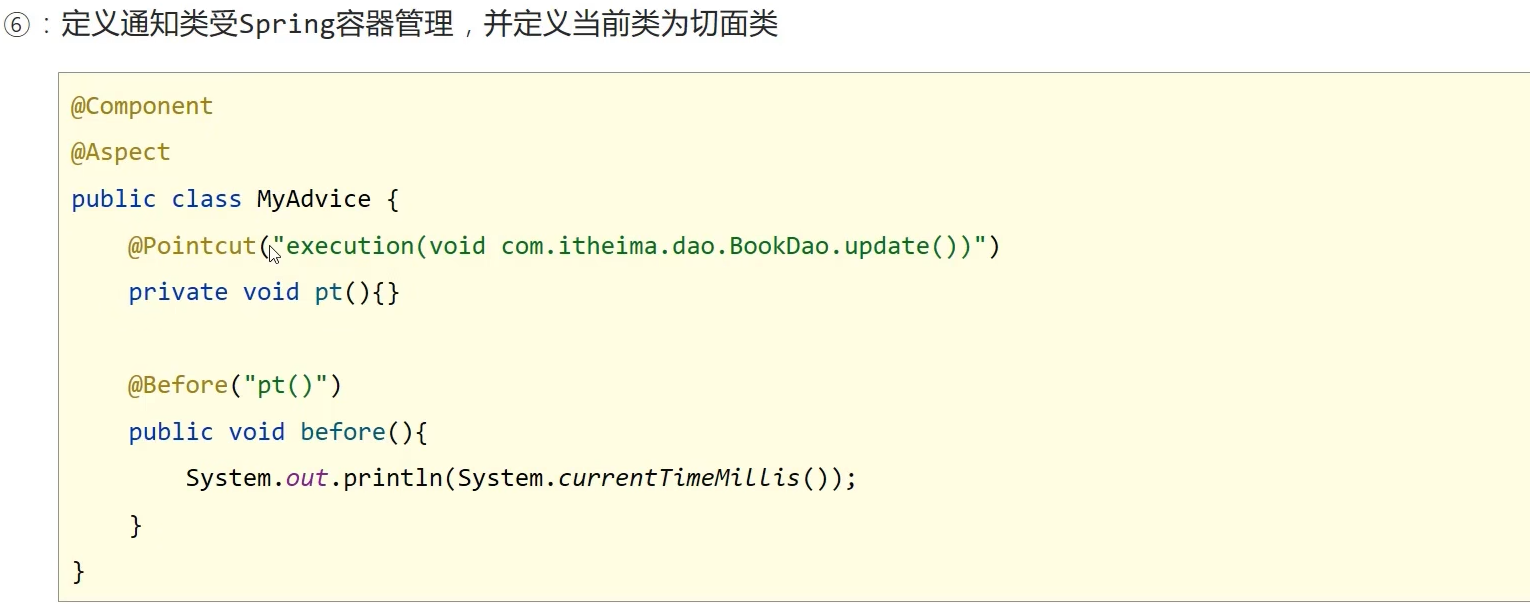 ⑥：定义通知类受Spring容器管理，并定义当前类为切面类
@Component
@Aspect
public class MyAdvice {
    @Pointcut("execution(void com.itheima.dao.BookDao.update())")
    private void pt(){}
    @Before("pt()")
    public void before(){
        System.out.println(System.currentTimeMillis());
    }
}